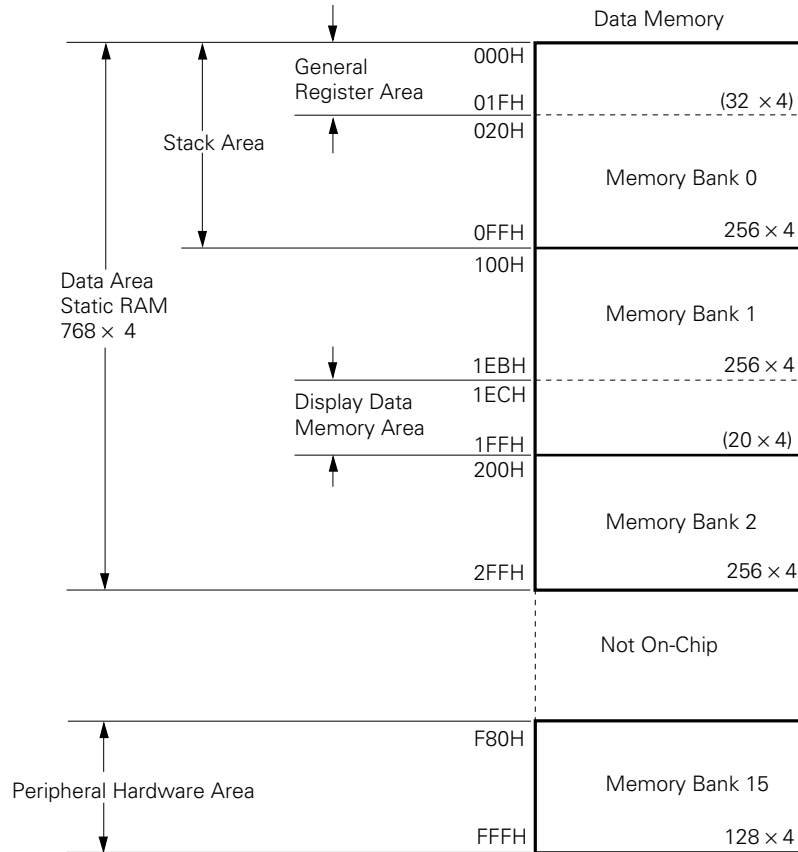 Data Memory
000H
General
Register Area
01FH
(32 × 4)
020H
Stack Area
Memory Bank 0
0FFH
256 × 4
100H
Data Area
Static RAM
768 × 4
Memory Bank 1
1EBH
256 × 4
1ECH
Display Data
Memory Area
1FFH
(20 × 4)
200H
Memory Bank 2
2FFH
256 × 4
Not On-Chip
F80H
Peripheral Hardware Area
Memory Bank 15
FFFH
128 × 4